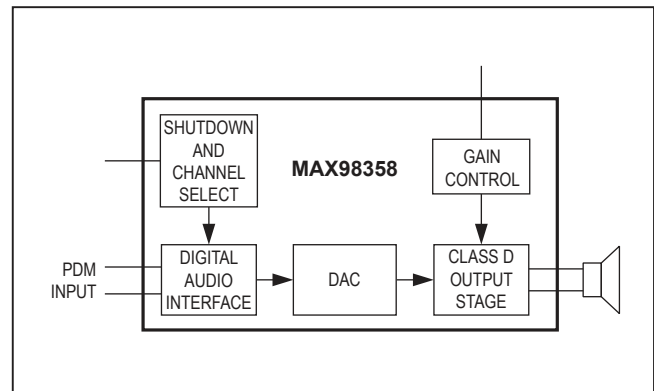 SHUTDOWN
AND
CHANNEL
SELECT
MAX98358
GAIN
CONTROL
PDM
INPUT
DIGITAL
AUDIO
INTERFACE
DAC
CLASS D
OUTPUT
STAGE